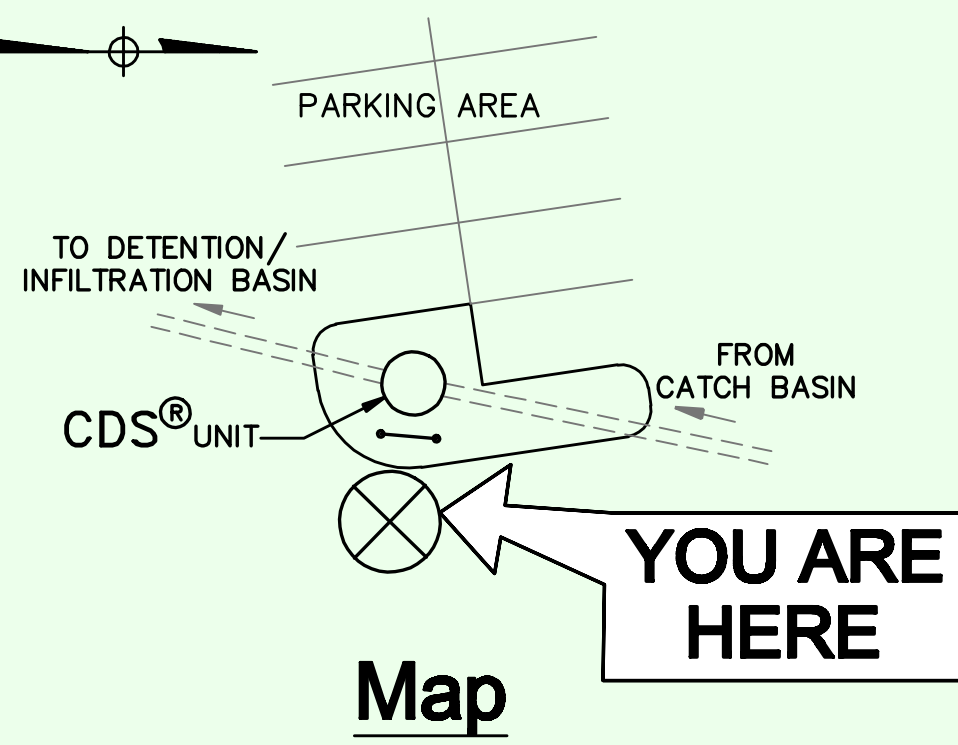 PARKING AREA
TO DETENTION/
INFILTRATION BASIN
FROM
CATCH BASIN
CDS® UNIT
YOU ARE
HERE
Map